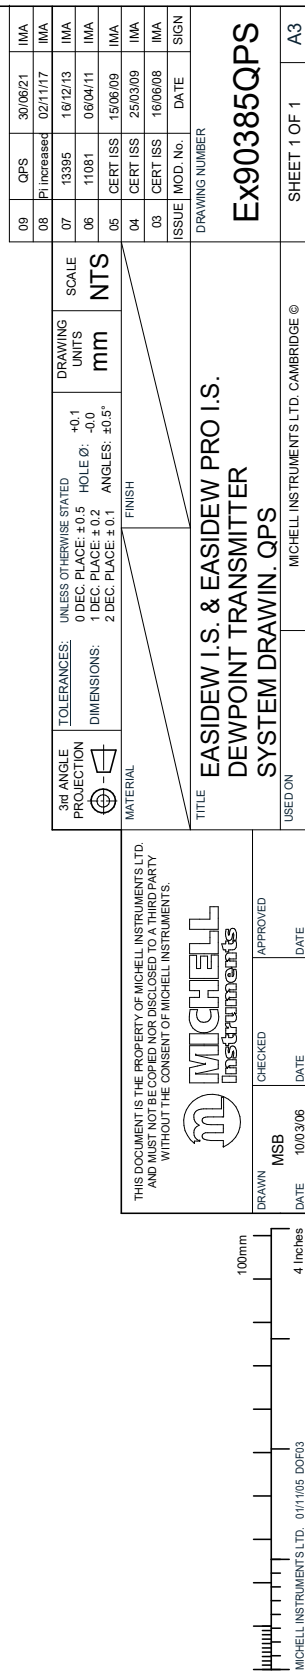 09 QPS 30/06/21 IMA
08 PI increased 02/11/17 IMA
07 13395 16/12/13 IMA
06 11081 06/04/11 IMA
05 CERT ISS 15/06/09 IMA
04 CERT ISS 25/03/09 IMA
03 CERT ISS 16/06/08 IMA
ISSUE MOD. No. DATE SIGN
DRAWING NUMBER
Ex90385QPS
SHEET 1 OF 1 A3
3rd ANGLE
PROJECTION
TOLERANCES: UNLESS OTHERWISE STATED
0 DEC. PLACE: ± 0.5 HOLE Ø: +0.1
-0.0
DIMENSIONS: 1 DEC. PLACE: ± 0.2
2 DEC. PLACE: ± 0.1 ANGLES: ±0.5°
DRAWING
UNITS
mm
SCALE
NTS
MATERIAL
FINISH
TITLE
EASIDEW I.S. & EASIDEW PRO I.S.
DEWPOINT TRANSMITTER
SYSTEM DRAWIN. QPS
USED ON
MICHELL INSTRUMENTS LTD. CAMBRIDGE ©
THIS DOCUMENT IS THE PROPERTY OF MICHELL INSTRUMENTS LTD.
AND MUST NOT BE COPIED NOR DISCLOSED TO A THIRD PARTY
WITHOUT THE CONSENT OF MICHELL INSTRUMENTS.
m MICHELL
Instruments
DRAWN
MSB
DATE 10/03/06
CHECKED
DATE
APPROVED
DATE
100mm
4 Inches
MICHELL INSTRUMENTS LTD. 01/11/05 DOF03